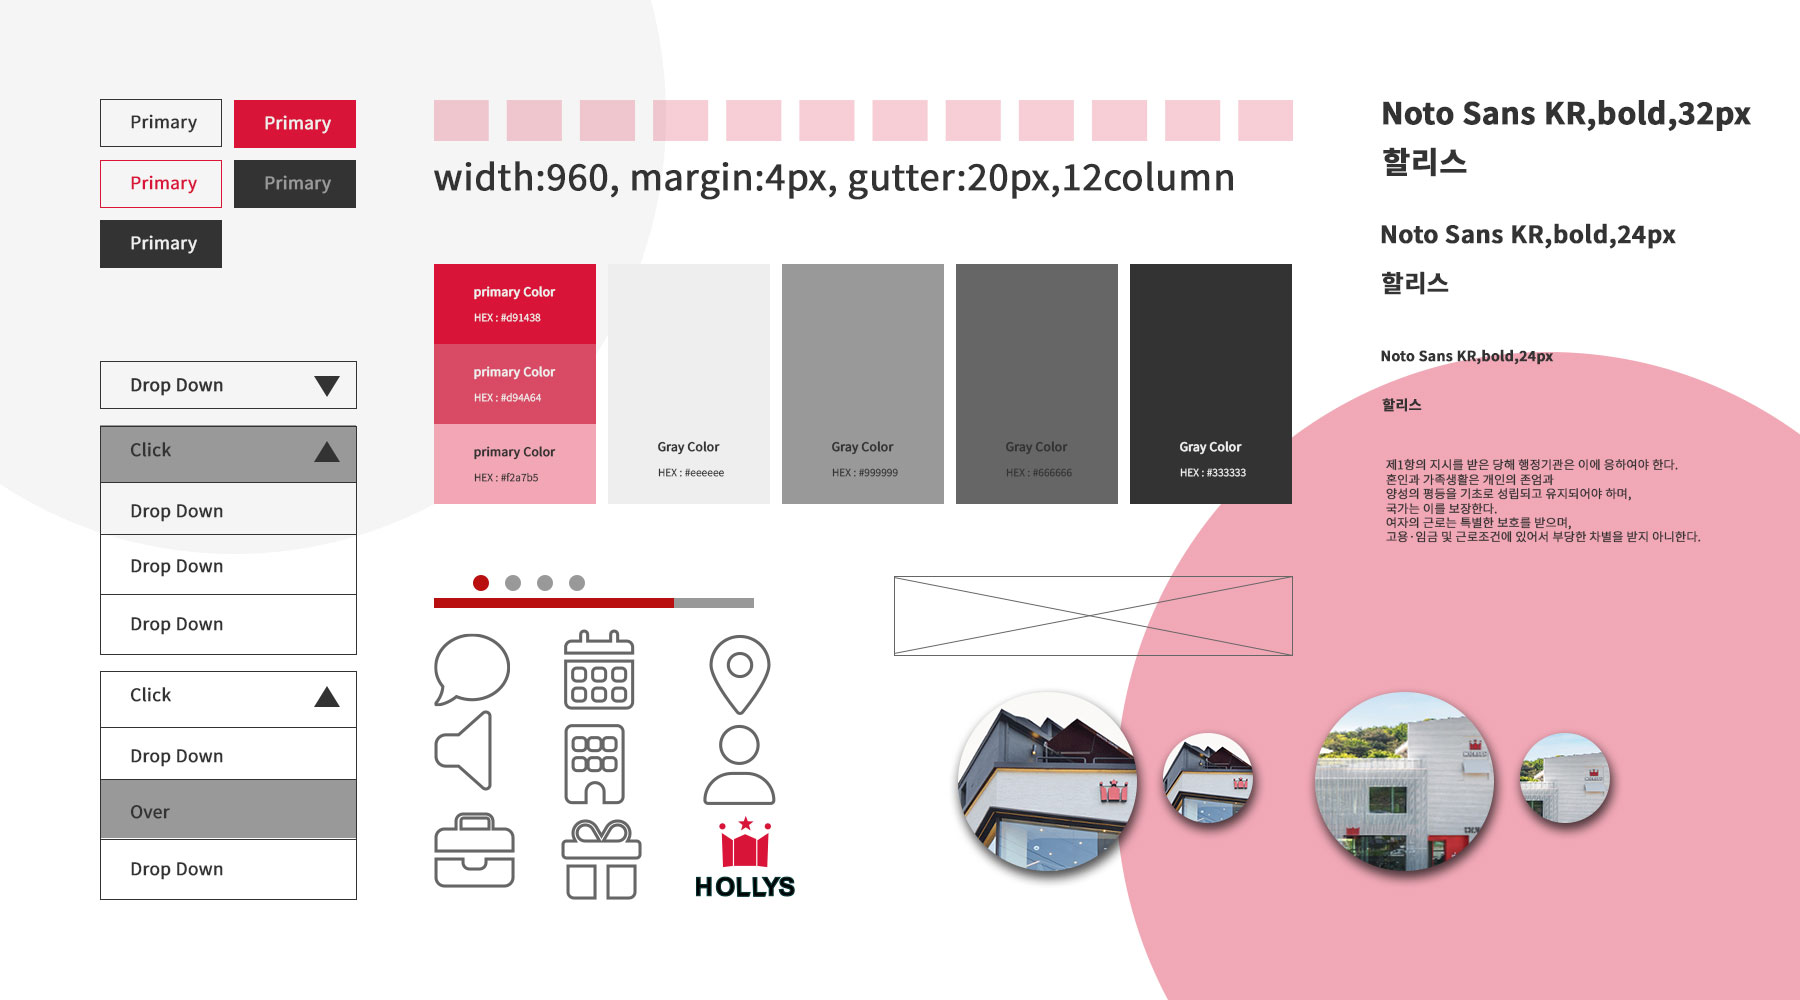 Primary
Primary
Primary
Primary
Primary
Drop Down
Click
Drop Down
Drop Down
Drop Down
Click
Drop Down
Over
Drop Down
width:960, margin:4px, gutter:20px,12column
primary Color
HEX : #d91438
primary Color
HEX : #d94A64
primary Color
HEX : #f2a7b5
Gray Color
HEX : #eeeeee
Gray Color
HEX : #999999
Gray Color
HEX : #666666
Gray Color
HEX : #333333
HOLLYS
Noto Sans KR,bold,32px
할리스
Noto Sans KR,bold,24px
할리스
Noto Sans KR,bold,24px
할리스
제1항의 지시를 받은 당해 행정기관은 이에 응하여야 한다.
혼인과 가족생활은 개인의 존엄과
양성의 평등을 기초로 성립되고 유지되어야 하며,
국가는 이를 보장한다.
여자의 근로는 특별한 보호를 받으며,
고용·임금 및 근로조건에 있어서 부당한 차별을 받지 아니한다.